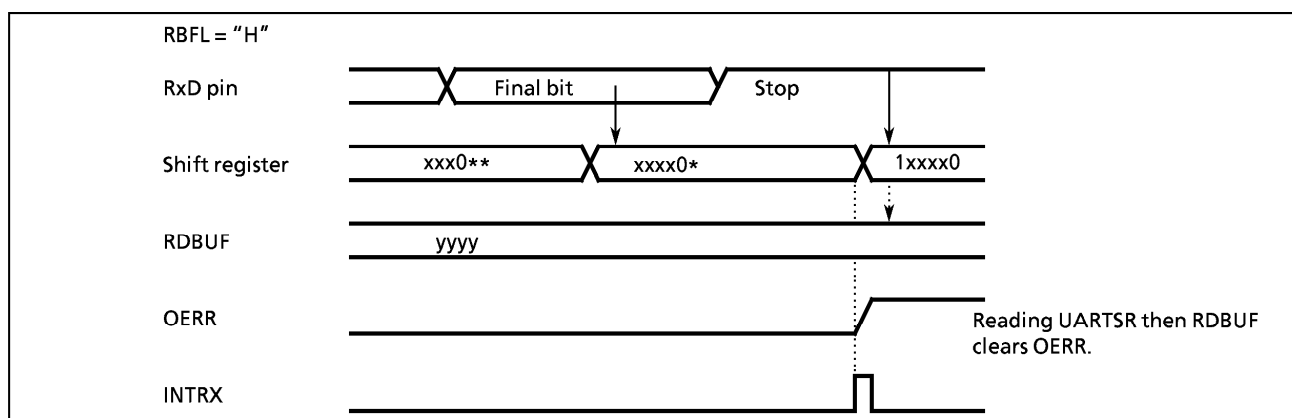 RBFL = “H”
RxD pin Final bit Stop
Shift register xxx0** xxxx0* 1xxxx0
RDBUF yyyy
OERR
Reading UARTSR then RDBUF
clears OERR.
INTRX